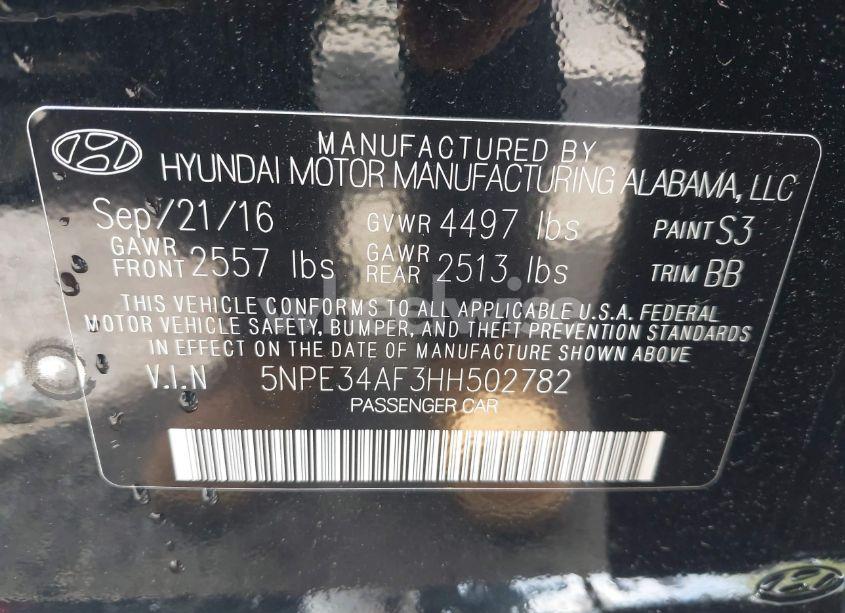 MANUFACTURED BY
HYUNDAI MOTOR MANUFACTURING ALABAMA, LLC
Sep/21/16 GVWR 4497 lbs PAINT S3
GAWR FRONT 2557 lbs GAWR REAR 2513 lbs TRIM BB
THIS VEHICLE CONFORMS TO ALL APPLICABLE U.S.A. FEDERAL
MOTOR VEHICLE SAFETY, BUMPER, AND THEFT PREVENTION STANDARDS
IN EFFECT ON THE DATE OF MANUFACTURE SHOWN ABOVE
V.I.N 5NPE34AF3HH502782
PASSENGER CAR